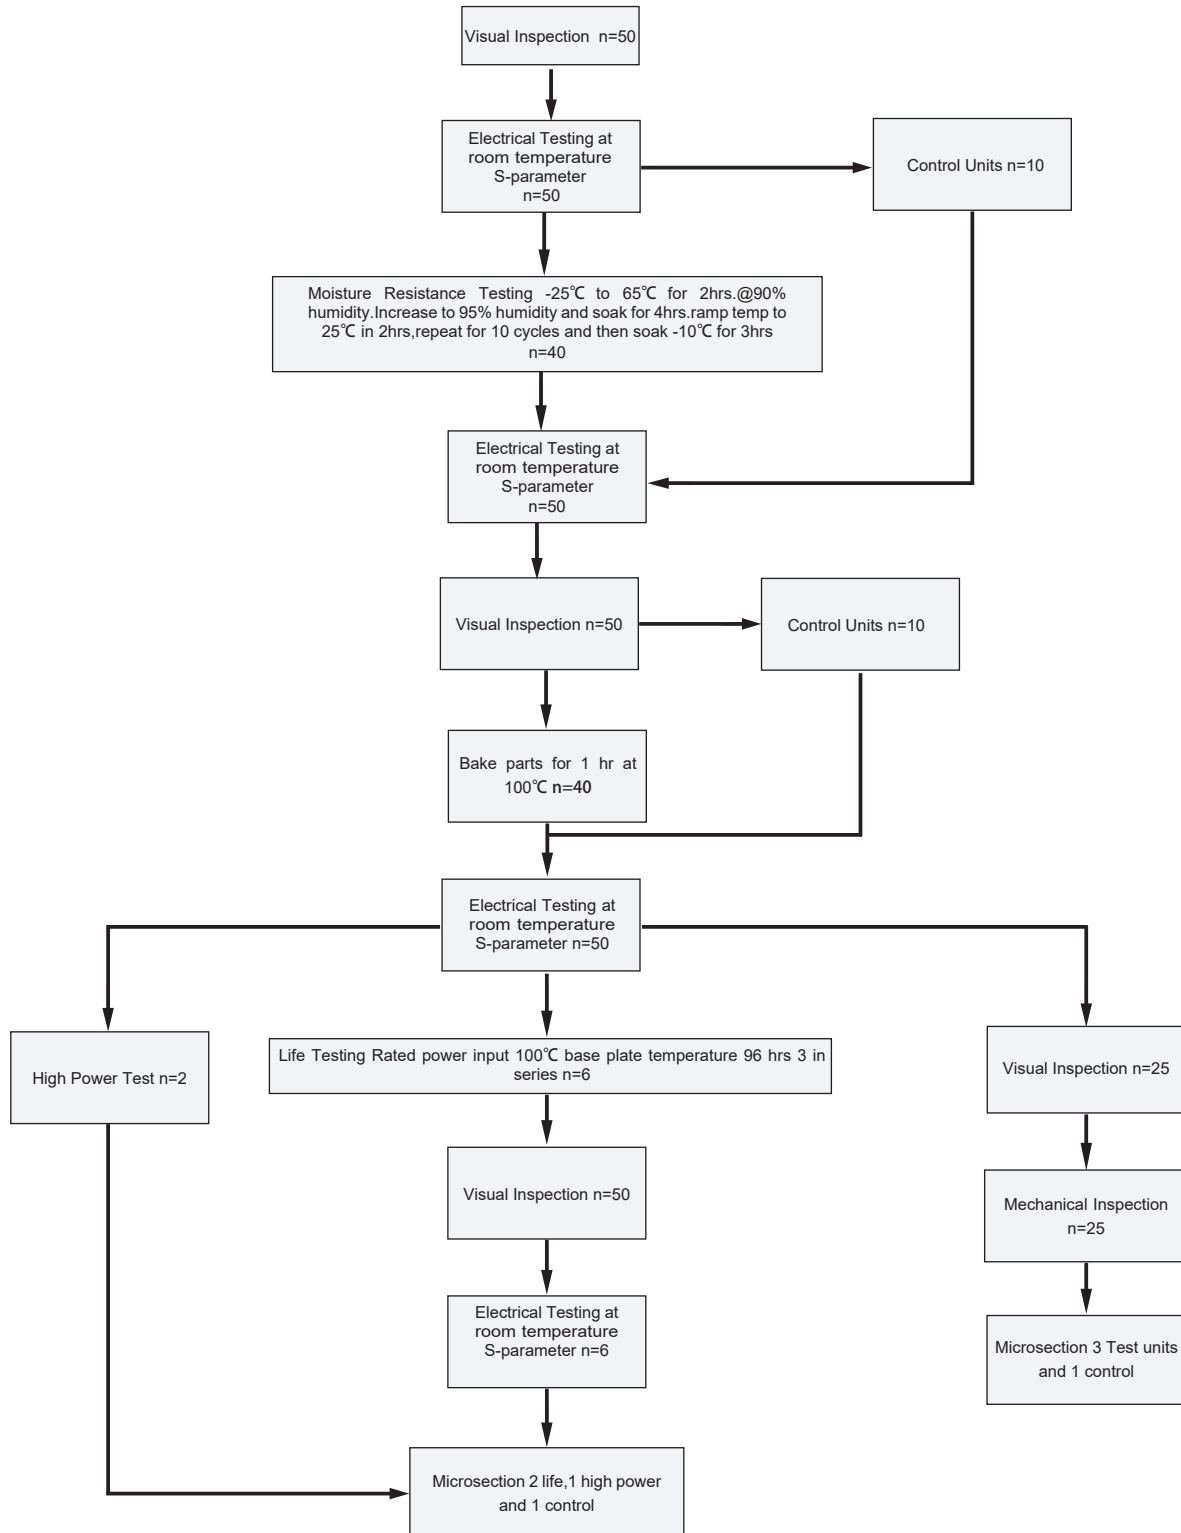 Visual Inspection n=50
Electrical Testing at
room temperature
S-parameter
n=50
Control Units n=10
Moisture Resistance Testing -25℃ to 65℃ for 2hrs.@90%
humidity.Increase to 95% humidity and soak for 4hrs.ramp temp to
25℃ in 2hrs,repeat for 10 cycles and then soak -10℃ for 3hrs
n=40
Electrical Testing at
room temperature
S-parameter
n=50
Visual Inspection n=50
Control Units n=10
Bake parts for 1 hr at
100℃ n=40
Electrical Testing at
room temperature
S-parameter n=50
High Power Test n=2
Life Testing Rated power input 100℃ base plate temperature 96 hrs 3 in
series n=6
Visual Inspection n=25
Visual Inspection n=50
Mechanical Inspection
n=25
Electrical Testing at
room temperature
S-parameter n=6
Microsection 3 Test units
and 1 control
Microsection 2 life,1 high power
and 1 control